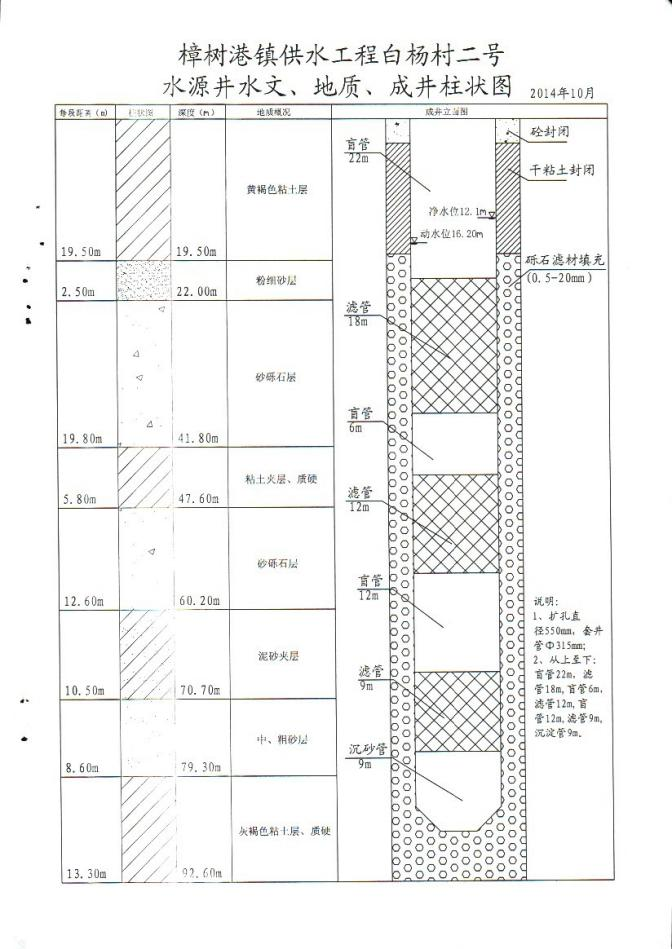 樟树港镇供水工程白杨村二号
水源井水文、地质、成井柱状图 2014年10月
每段距离(m) 柱状图 深度(m) 地质概况 成井立面图
19.50m 19.50m 黄褐色粘土层
2.50m 22.00m 粉细砂层
19.80m 41.80m 砂砾石层
5.80m 47.60m 粘土夹层、质硬
12.60m 60.20m 砂砾石层
10.50m 70.70m 泥砂夹层
8.60m 79.30m 中、粗砂层
13.30m 92.60m 灰褐色粘土层、质硬
盲管
22m
净水位12.1m
动水位16.20m
滤管
18m
盲管
6m
滤管
12m
盲管
12m
滤管
9m
沉砂管
9m
砼封闭
干粘土封闭
砾石滤材填充
(0.5-20mm)
说明:
1、扩孔直
径550mm,套井
管Φ315mm;
2、从上至下:
盲管22m,滤
管18m,盲管6m,
滤管12m,盲
管12m,滤管9m,
沉淀管9m.